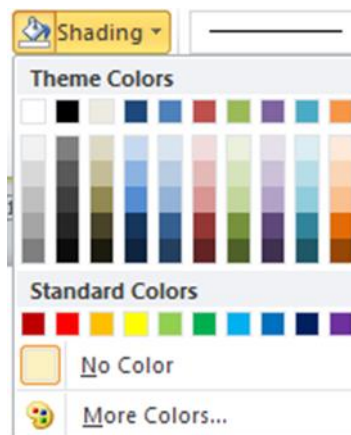 Shading
Theme Colors
Standard Colors
No Color
More Colors...